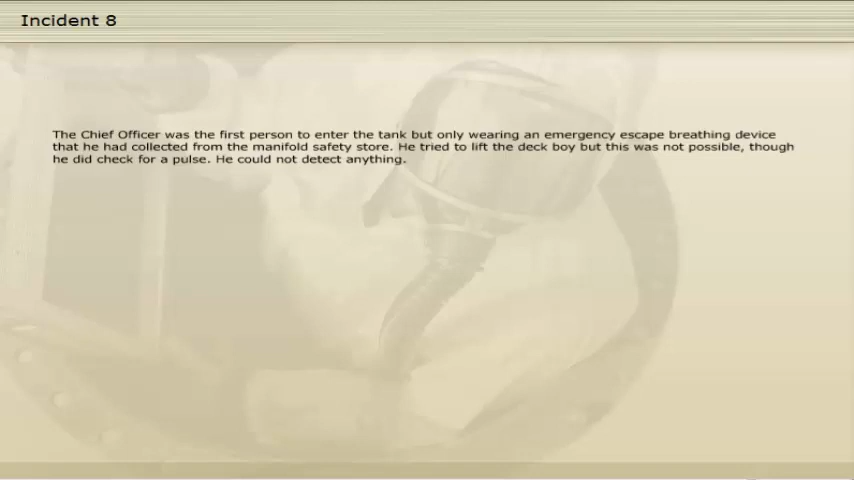 Incident 8
The Chief Officer was the first person to enter the tank but only wearing an emergency escape breathing device
that he had collected from the manifold safety store. He tried to lift the deck boy but this was not possible, though
he did check for a pulse. He could not detect anything.